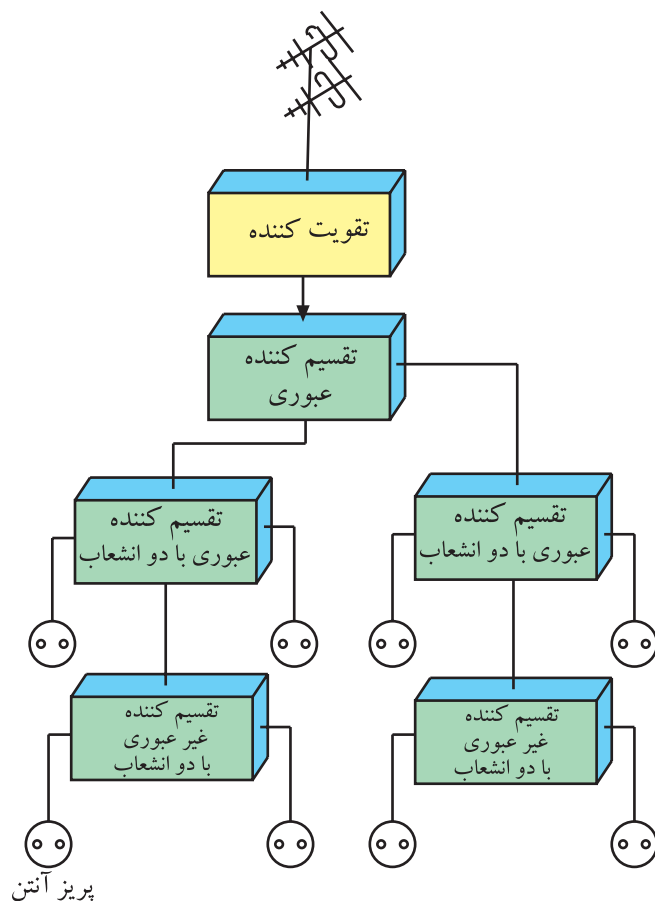 تقویت کننده
تقسیم کننده
عبوری
تقسیم کننده
عبوری با دو انشعاب
تقسیم کننده
عبوری با دو انشعاب
تقسیم کننده
غیر عبوری
با دو انشعاب
تقسیم کننده
غیر عبوری
با دو انشعاب
پریز آنتن